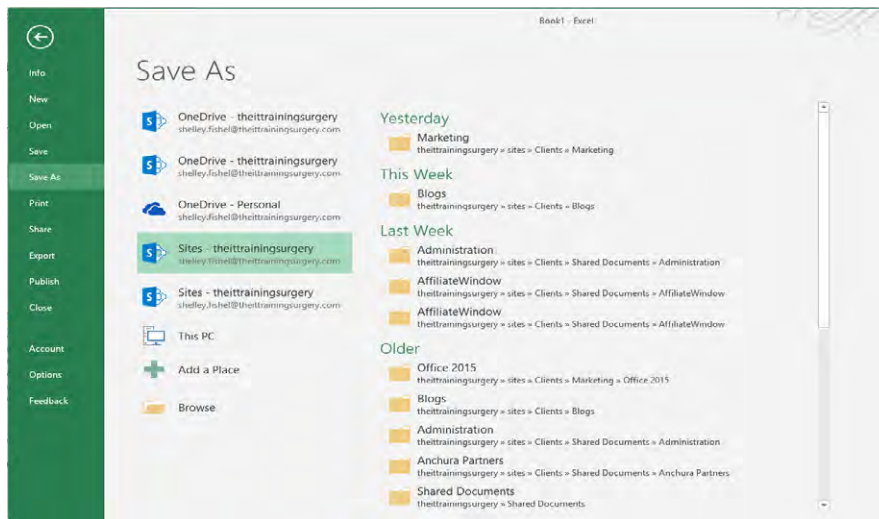 Book1 - Excel
Info
New
Open
Save
Save As
Print
Share
Export
Publish
Close
Account
Options
Feedback
Save As
OneDrive - theittrainingsurgery
shelley.fishel@theittrainingsurgery.com
OneDrive - theittrainingsurgery
shelley.fishel@theittrainingsurgery.com
OneDrive - Personal
shelley.fishel@theittrainingsurgery.com
Sites - theittrainingsurgery
shelley.fishel@theittrainingsurgery.com
Sites - theittrainingsurgery
shelley.fishel@theittrainingsurgery.com
This PC
Add a Place
Browse
Yesterday
Marketing
theittrainingsurgery » sites » Clients » Marketing
This Week
Blogs
theittrainingsurgery » sites » Clients » Blogs
Last Week
Administration
theittrainingsurgery » sites » Clients » Shared Documents » Administration
AffiliateWindow
theittrainingsurgery » sites » Clients » Shared Documents » AffiliateWindow
AffiliateWindow
theittrainingsurgery » sites » Clients » Shared Documents » AffiliateWindow
Older
Office 2015
theittrainingsurgery » sites » Clients » Marketing » Office 2015
Blogs
theittrainingsurgery » sites » Clients » Blogs
Administration
theittrainingsurgery » sites » Clients » Shared Documents » Administration
Anchura Partners
theittrainingsurgery » sites » Clients » Shared Documents » Anchura Partners
Shared Documents
theittrainingsurgery » Shared Documents